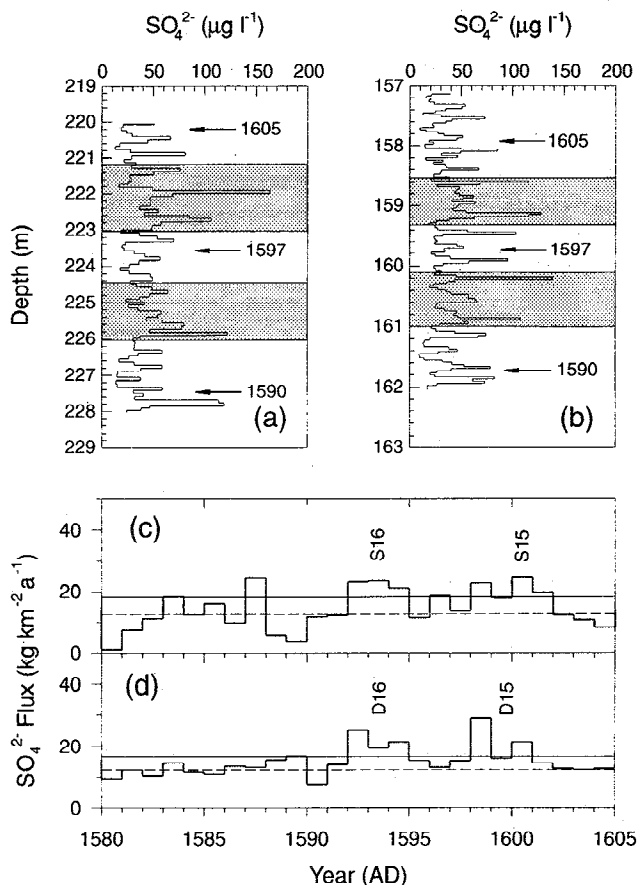 SO₄²⁻ (µg l⁻¹)
SO₄²⁻ (µg l⁻¹)
0 50 100 150 200
0 50 100 150 200
219
220
221
222
223
224
225
226
227
228
229
Depth (m)
1605
1597
1590
(a)
157
158
159
160
161
162
163
1605
1597
1590
(b)
(c)
S16
S15
40
20
0
(d)
D16
D15
40
20
0
SO₄²⁻ Flux (kg·km⁻² a⁻¹)
1580 1585 1590 1595 1600 1605
Year (AD)